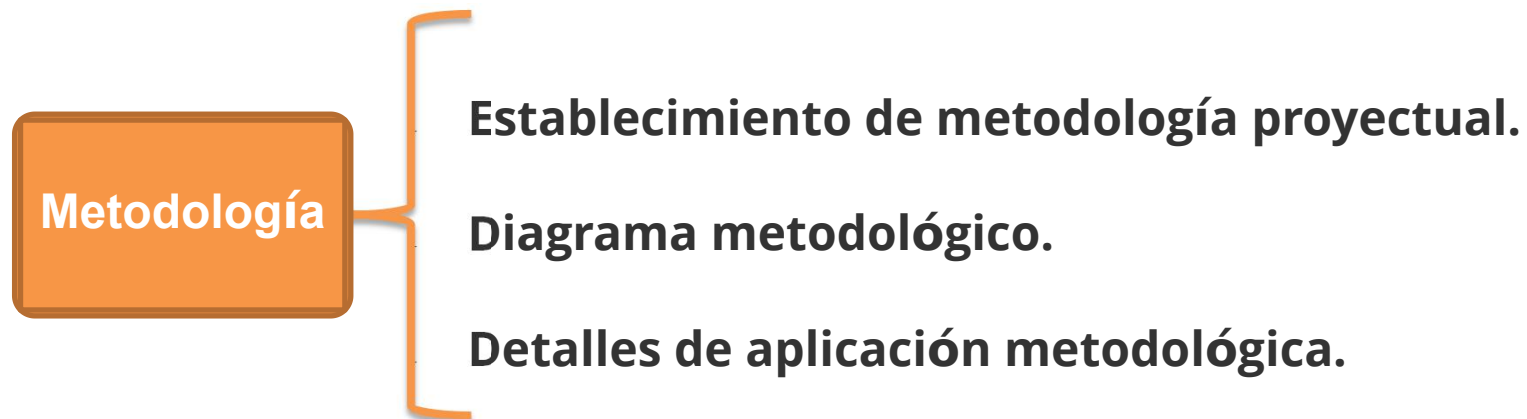 Metodología
Establecimiento de metodología proyectual.
Diagrama metodológico.
Detalles de aplicación metodológica.